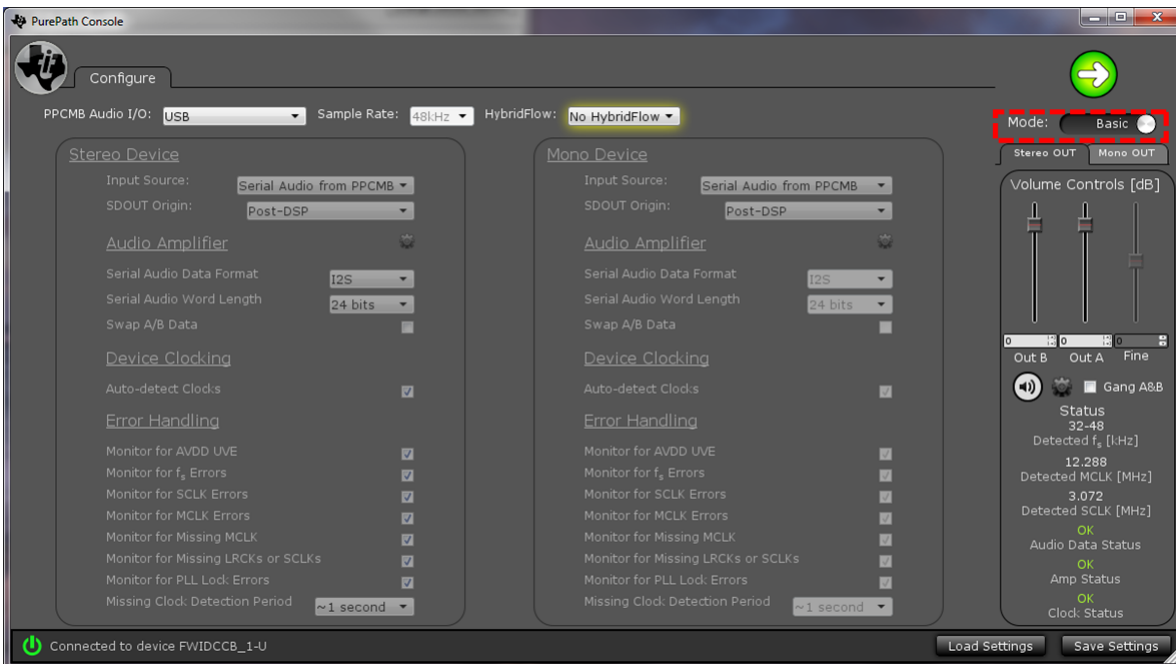 PurePath Console
Configure
PPCMB Audio I/O: USB Sample Rate: 48kHz HybridFlow: No HybridFlow
Mode: Basic
Stereo OUT Mono OUT
Stereo Device
Input Source: Serial Audio from PPCMB
SDOUT Origin: Post-DSP
Audio Amplifier
Serial Audio Data Format I2S
Serial Audio Word Length 24 bits
Swap A/B Data
Device Clocking
Auto-detect Clocks
Error Handling
Monitor for AVDD UVE
Monitor for fs Errors
Monitor for SCLK Errors
Monitor for MCLK Errors
Monitor for Missing MCLK
Monitor for Missing LRCKs or SCLKs
Monitor for PLL Lock Errors
Missing Clock Detection Period ~1 second
Mono Device
Input Source: Serial Audio from PPCMB
SDOUT Origin: Post-DSP
Audio Amplifier
Serial Audio Data Format I2S
Serial Audio Word Length 24 bits
Swap A/B Data
Device Clocking
Auto-detect Clocks
Error Handling
Monitor for AVDD UVE
Monitor for fs Errors
Monitor for SCLK Errors
Monitor for MCLK Errors
Monitor for Missing MCLK
Monitor for Missing LRCKs or SCLKs
Monitor for PLL Lock Errors
Missing Clock Detection Period ~1 second
Volume Controls [dB]
0 0 0
Out B Out A Fine
Gang A&B
Status
32-48
Detected fs [kHz]
12.288
Detected MCLK [MHz]
3.072
Detected SCLK [MHz]
OK
Audio Data Status
OK
Amp Status
OK
Clock Status
Connected to device FWIDCCB_1-U
Load Settings Save Settings